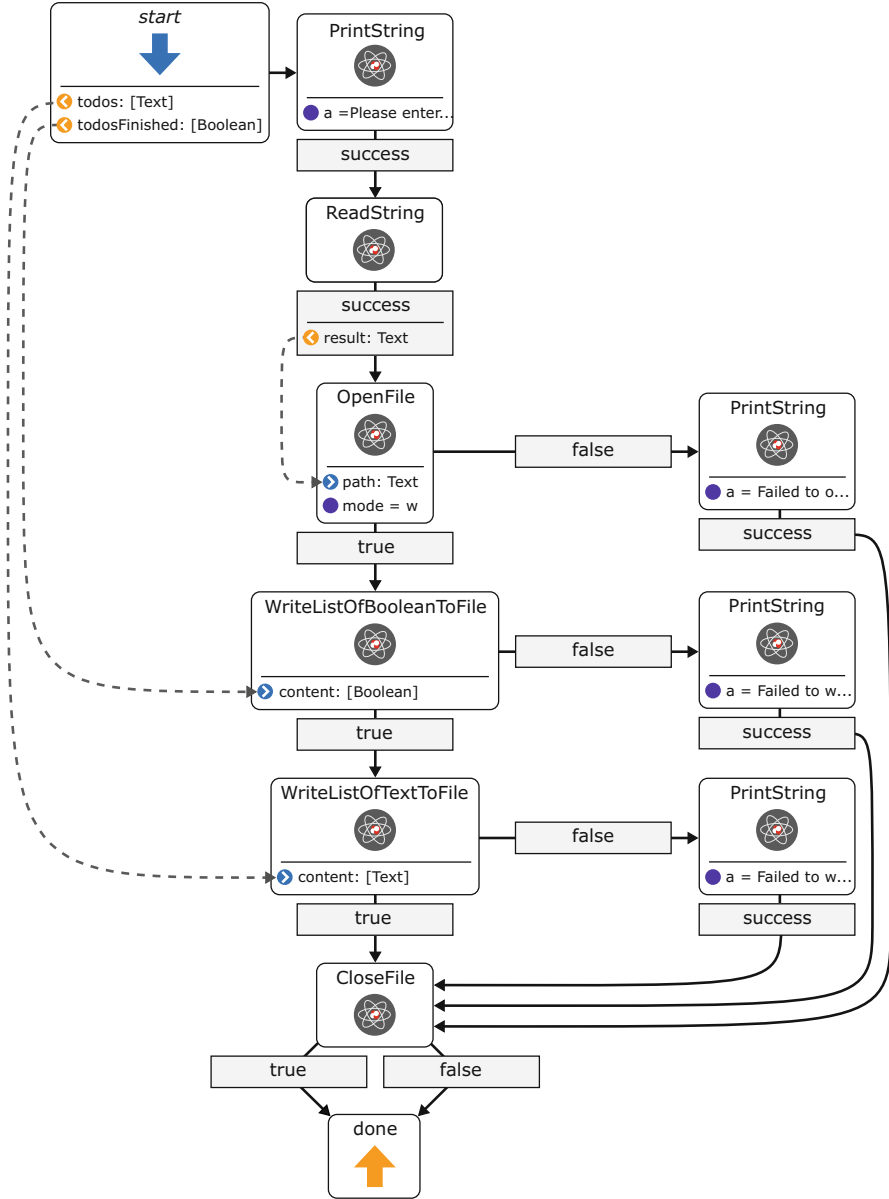 start
todos: [Text]
todosFinished: [Boolean]
PrintString
a =Please enter...
success
ReadString
success
result: Text
OpenFile
path: Text
mode = w
false
PrintString
a = Failed to o...
success
true
WriteListOfBooleanToFile
content: [Boolean]
false
PrintString
a = Failed to w...
success
true
WriteListOfTextToFile
content: [Text]
false
PrintString
a = Failed to w...
success
true
CloseFile
true
false
done